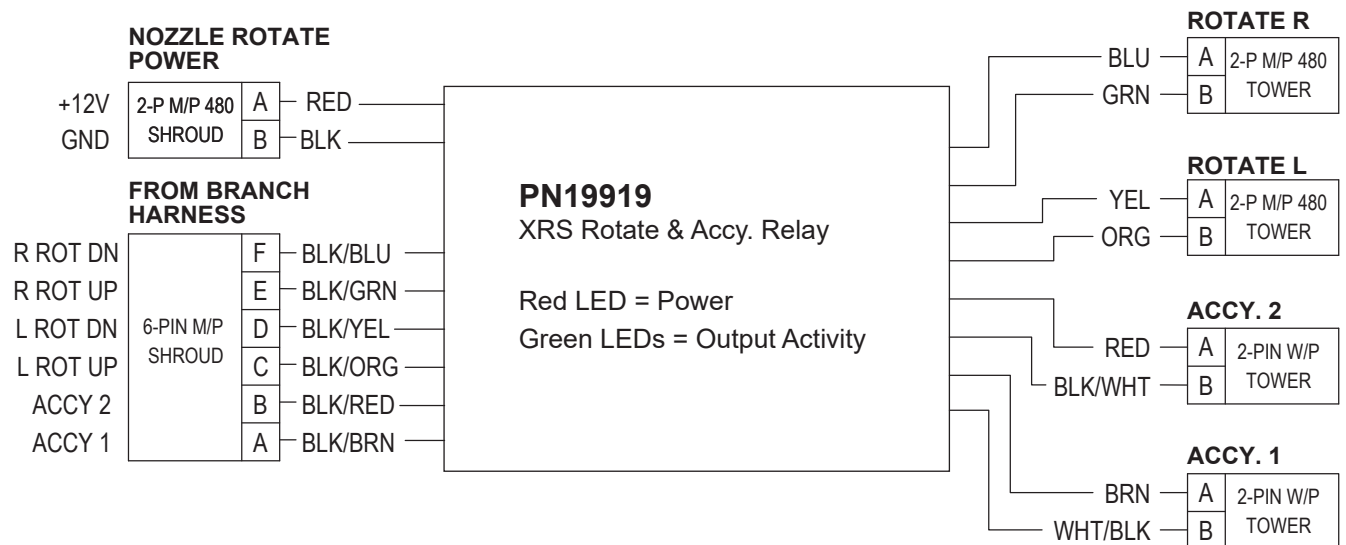 NOZZLE ROTATE
POWER
+12V
2-P M/P 480
SHROUD
A
RED
GND
B
BLK
FROM BRANCH
HARNESS
6-PIN M/P
SHROUD
R ROT DN
F
BLK/BLU
R ROT UP
E
BLK/GRN
L ROT DN
D
BLK/YEL
L ROT UP
C
BLK/ORG
ACCY 2
B
BLK/RED
ACCY 1
A
BLK/BRN
PN19919
XRS Rotate & Accy. Relay
Red LED = Power
Green LEDs = Output Activity
ROTATE R
BLU
A
2-P M/P 480
TOWER
GRN
B
ROTATE L
YEL
A
2-P M/P 480
TOWER
ORG
B
ACCY. 2
RED
A
2-PIN W/P
TOWER
BLK/WHT
B
ACCY. 1
BRN
A
2-PIN W/P
TOWER
WHT/BLK
B